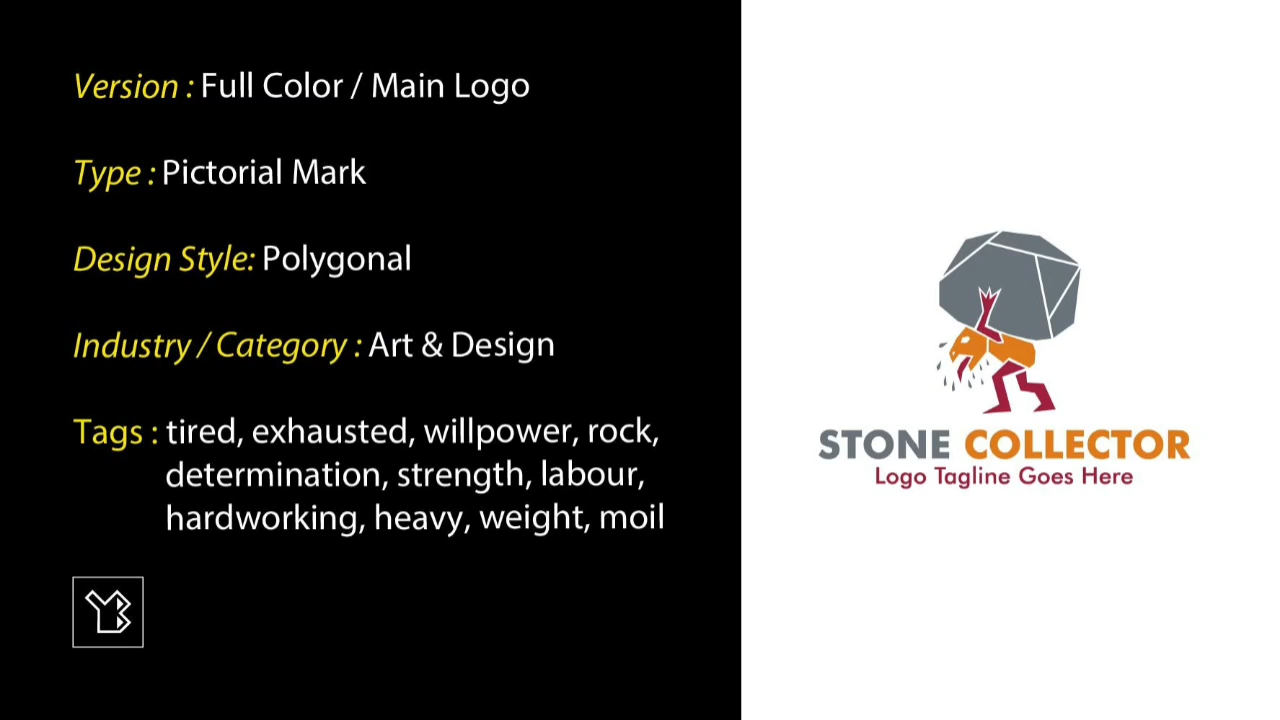 Version : Full Color / Main Logo
Type : Pictorial Mark
Design Style: Polygonal
Industry / Category : Art & Design
Tags : tired, exhausted, willpower, rock,
determination, strength, labour,
hardworking, heavy, weight, moil
STONE COLLECTOR
Logo Tagline Goes Here